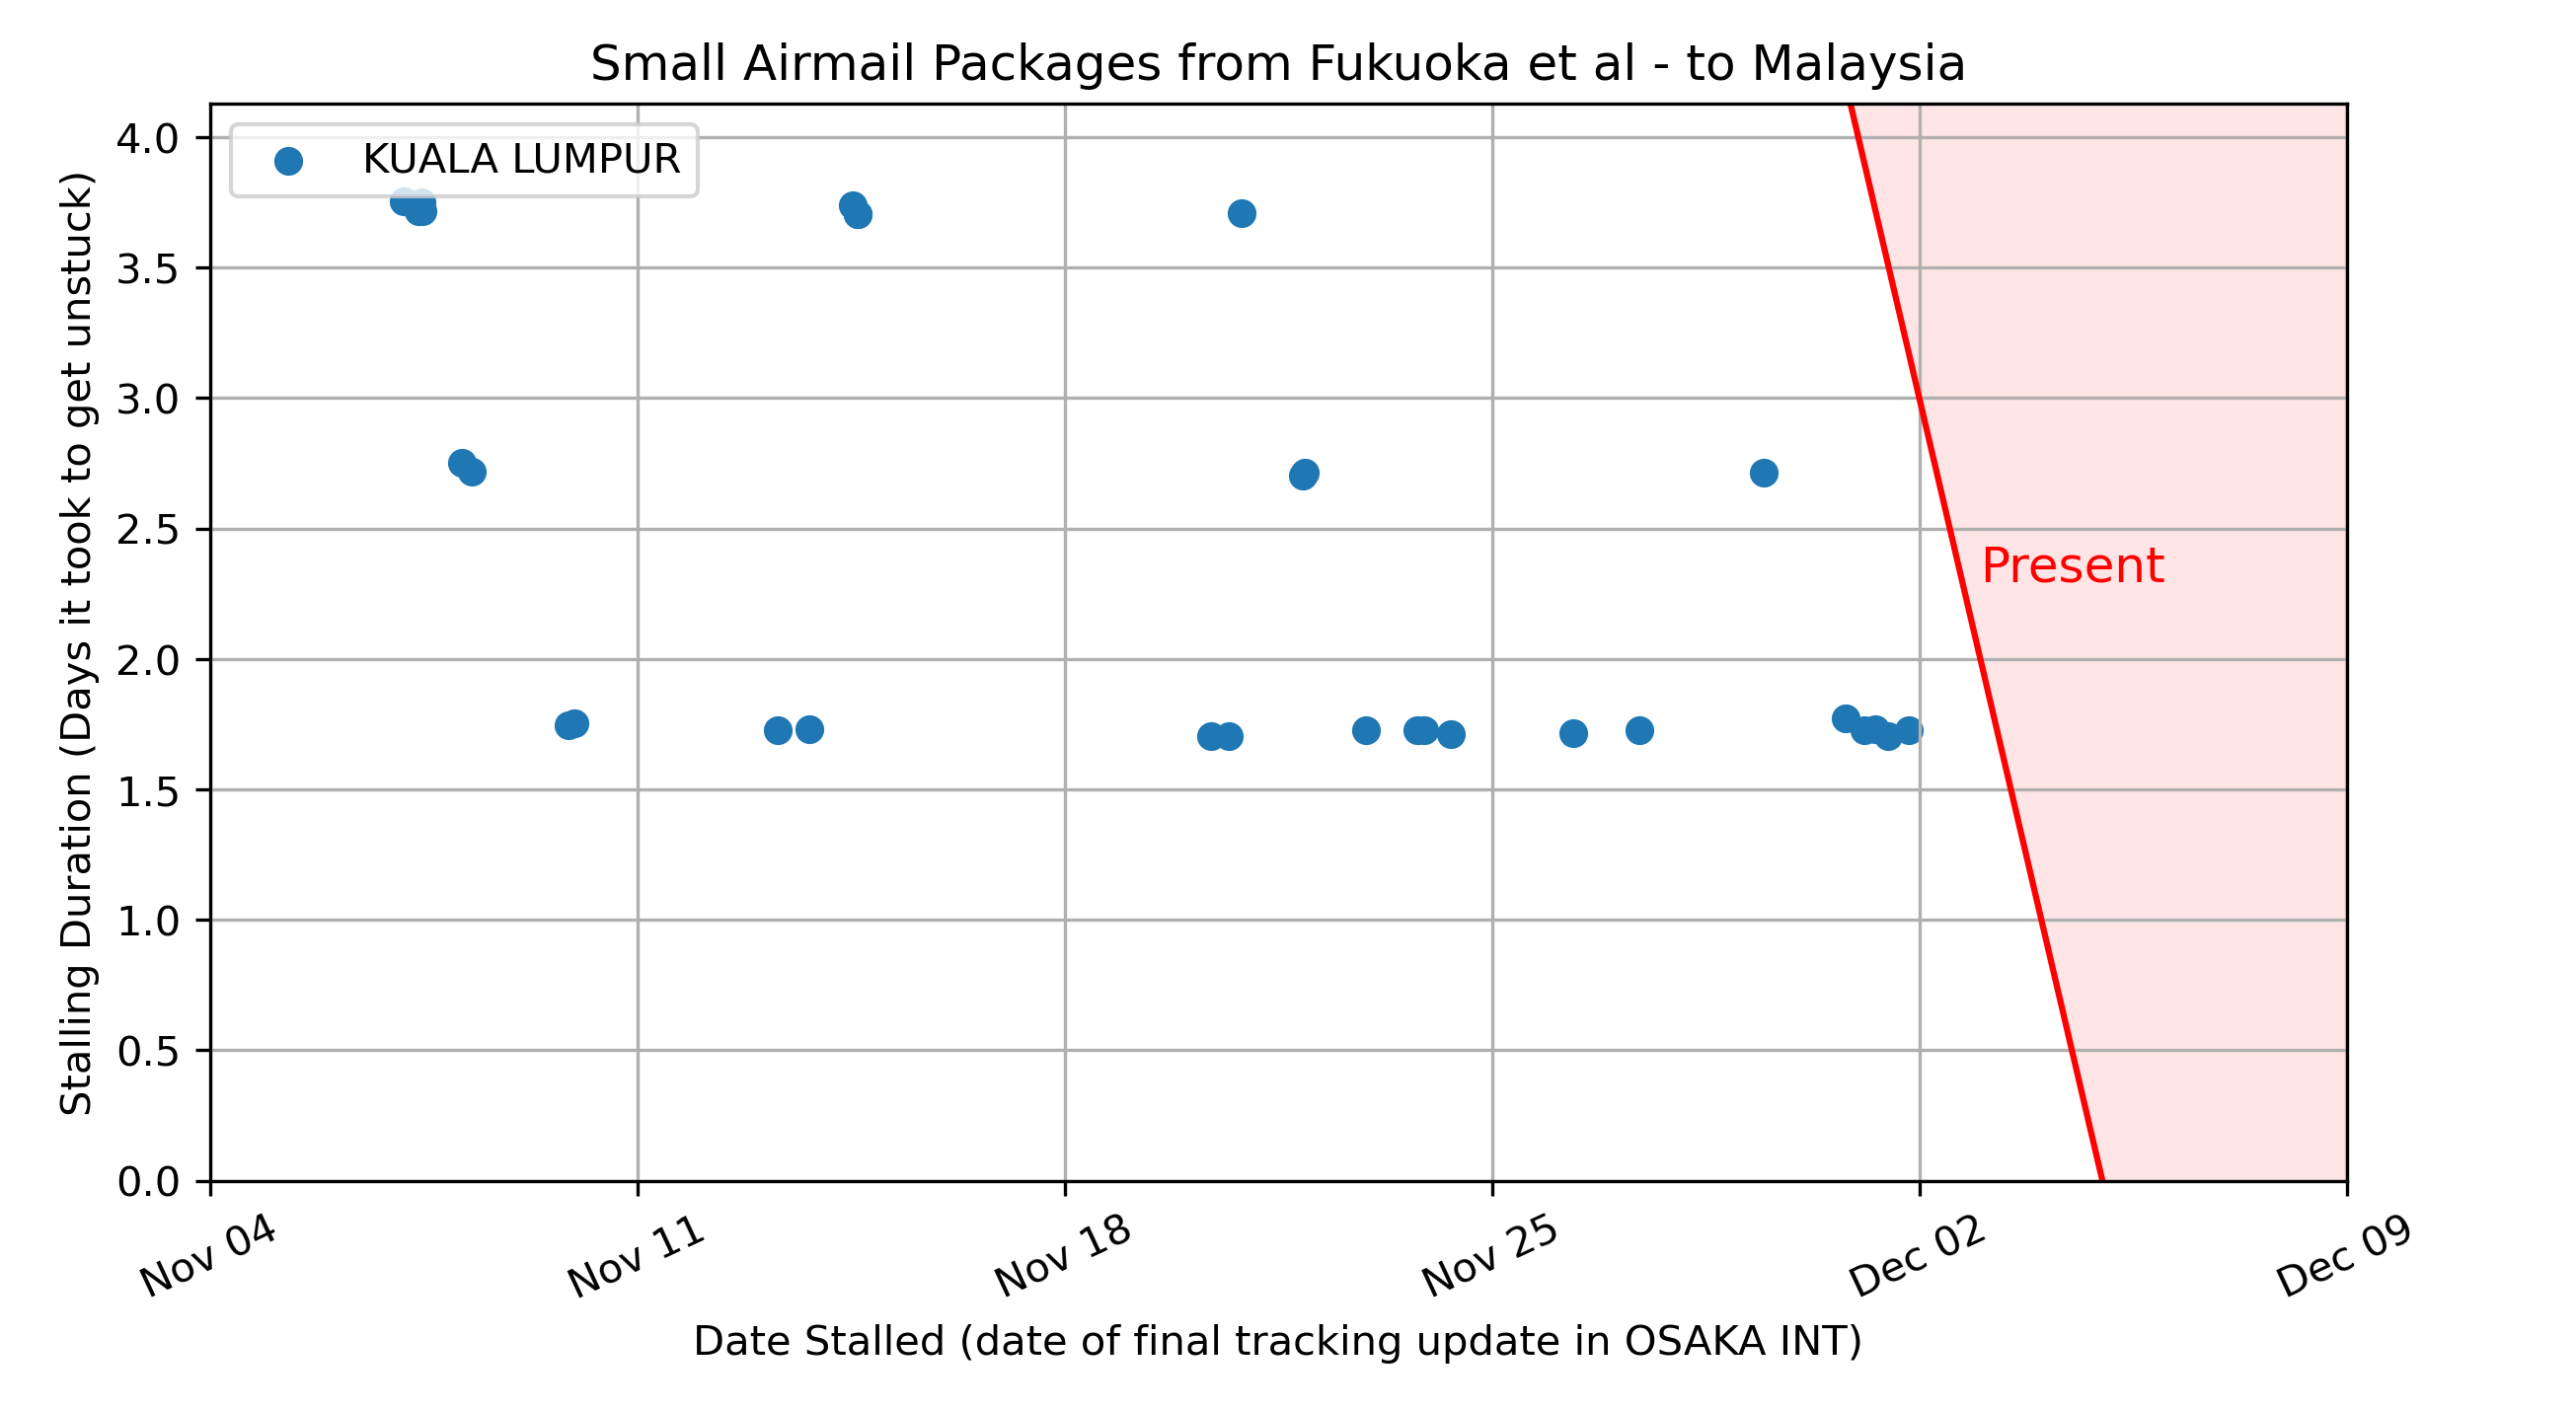 Small Airmail Packages from Fukuoka et al - to Malaysia
KUALA LUMPUR
Stalling Duration (Days it took to get unstuck)
4.0
3.5
3.0
2.5
2.0
1.5
1.0
0.5
0.0
Present
Nov 04
Nov 11
Nov 18
Nov 25
Dec 02
Dec 09
Date Stalled (date of final tracking update in OSAKA INT)